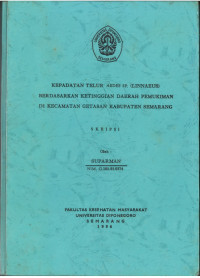 KEPADATAN TELUR AEDES SP. (LINNAEUS)
BERDASARKAN KETINGGIAN DAERAH PEMUKIMAN
DI KECAMATAN GETASAN KABUPATEN SEMARANG
SKRIPSI
Oleh :
SUPARMAN
FAKULTAS KESEHATAN MASYARAKAT
UNIVERSITAS DIPONEGORO
SEMARANG